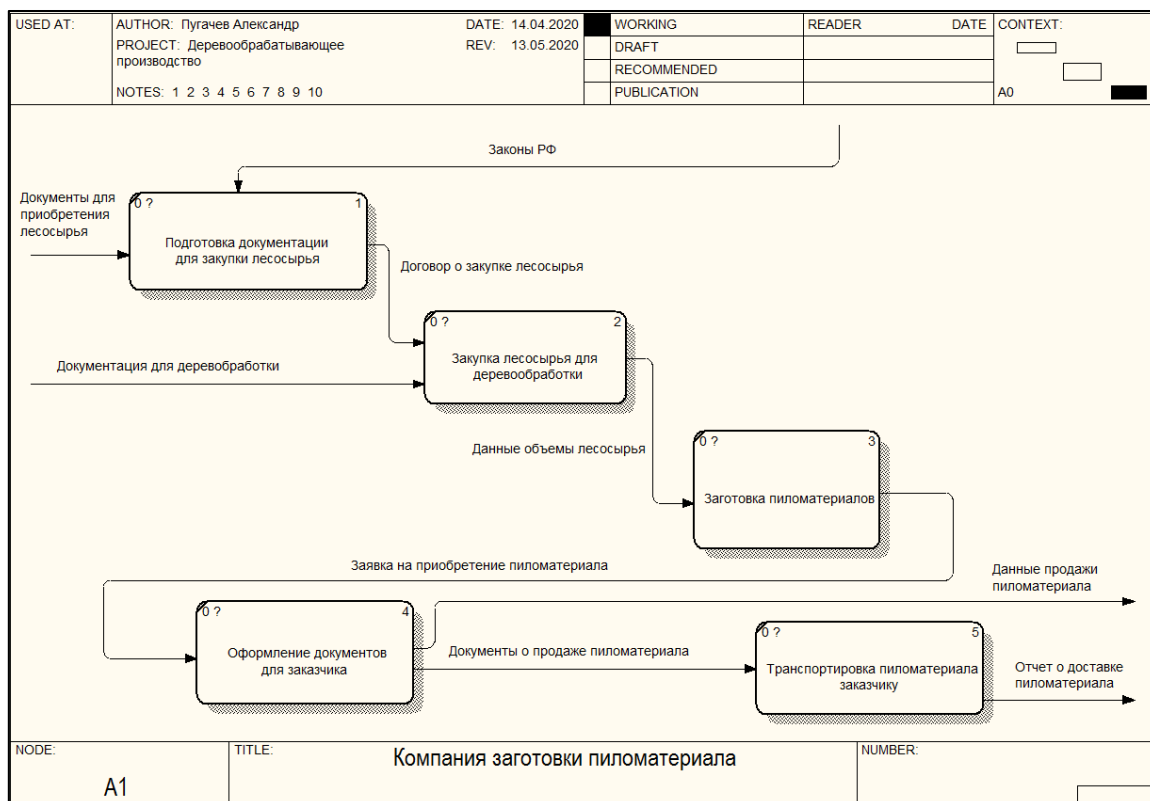 USED AT:
AUTHOR: Пугачев Александр
DATE: 14.04.2020
PROJECT: Деревообрабатывающее
производство
REV: 13.05.2020
NOTES: 1 2 3 4 5 6 7 8 9 10
WORKING
DRAFT
RECOMMENDED
PUBLICATION
READER
DATE
CONTEXT:
A0
Законы РФ
Документы для
приобретения
лесосырья
0 ?
1
Подготовка документации
для закупки лесосырья
Договор о закупке лесосырья
0 ?
2
Закупка лесосырья для
деревообработки
Документация для деревобработки
Данные объемы лесосырья
0 ?
3
Заготовка пиломатериалов
Заявка на приобретение пиломатериала
Данные продажи
пиломатериала
0 ?
4
Оформление документов
для заказчика
Документы о продаже пиломатериала
0 ?
5
Транспортировка пиломатериала
заказчику
Отчет о доставке
пиломатериала
NODE:
A1
TITLE:
Компания заготовки пиломатериала
NUMBER: